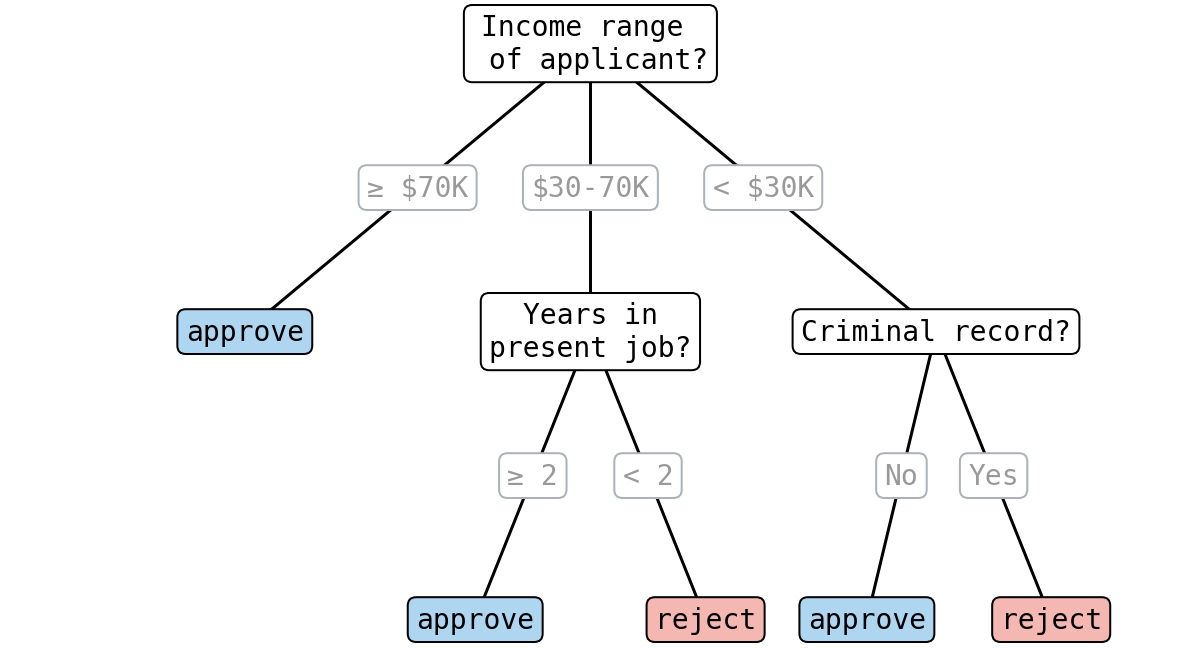 Income range
of applicant?
≥ $70K
$30-70K
< $30K
approve
Years in
present job?
Criminal record?
≥ 2
< 2
No
Yes
approve
reject
approve
reject